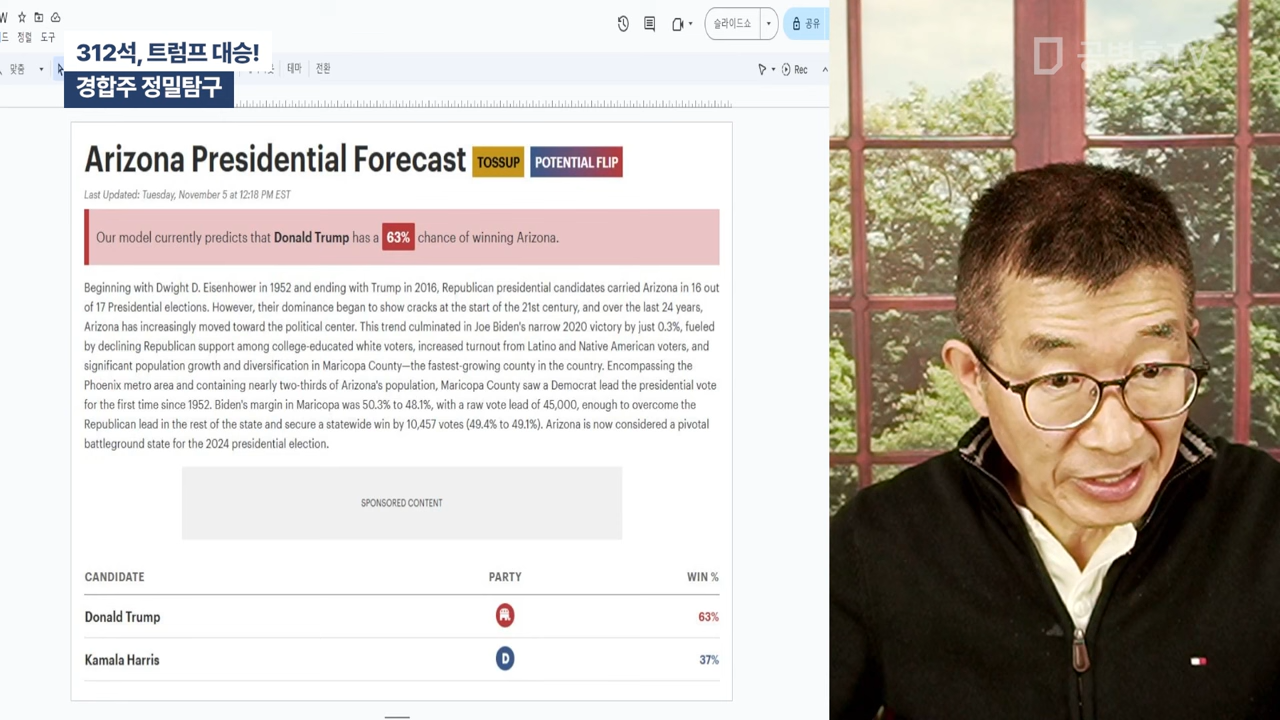 W
슬라이드쇼
공유
드 정렬 도구
312석, 트럼프 대승!
경합주 정밀탐구
맞춤
테마
전환
Rec
공병호TV
Arizona Presidential Forecast
TOSSUP
POTENTIAL FLIP
Last Updated: Tuesday, November 5 at 12:18 PM EST
Our model currently predicts that Donald Trump has a 63% chance of winning Arizona.
Beginning with Dwight D. Eisenhower in 1952 and ending with Trump in 2016, Republican presidential candidates carried Arizona in 16 out
of 17 Presidential elections. However, their dominance began to show cracks at the start of the 21st century, and over the last 24 years,
Arizona has increasingly moved toward the political center. This trend culminated in Joe Biden's narrow 2020 victory by just 0.3%, fueled
by declining Republican support among college-educated white voters, increased turnout from Latino and Native American voters, and
significant population growth and diversification in Maricopa County—the fastest-growing county in the country. Encompassing the
Phoenix metro area and containing nearly two-thirds of Arizona's population, Maricopa County saw a Democrat lead the presidential vote
for the first time since 1952. Biden's margin in Maricopa was 50.3% to 48.1%, with a raw vote lead of 45,000, enough to overcome the
Republican lead in the rest of the state and secure a statewide win by 10,457 votes (49.4% to 49.1%). Arizona is now considered a pivotal
battleground state for the 2024 presidential election.
SPONSORED CONTENT
CANDIDATE PARTY WIN %
Donald Trump 63%
Kamala Harris D 37%